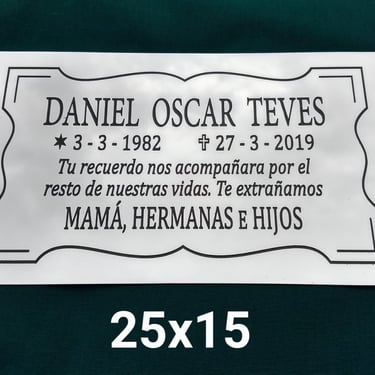 DANIEL OSCAR TEVES
✶ 3-3-1982 ✝ 27-3-2019
Tu recuerdo nos acompañara por el
resto de nuestras vidas. Te extrañamos
MAMÁ, HERMANAS E HIJOS
25x15